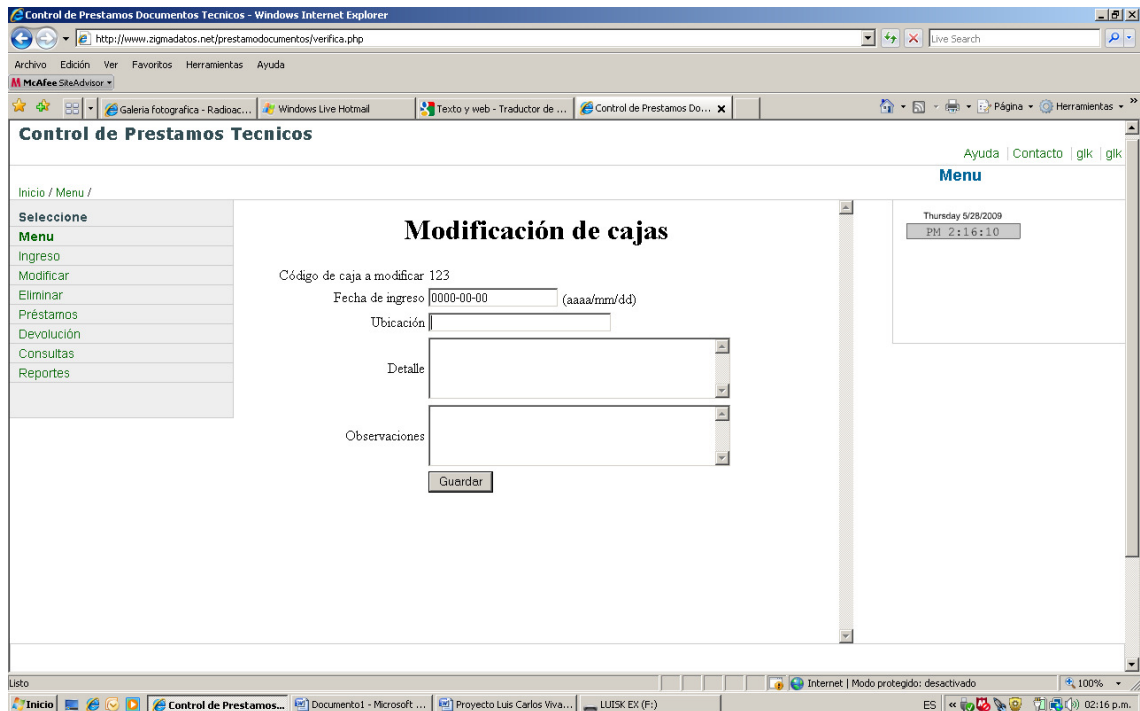 Control de Prestamos Documentos Tecnicos - Windows Internet Explorer
http://www.zigmadatos.net/prestamodocumentos/verifica.php
Live Search
Archivo Edición Ver Favoritos Herramientas Ayuda
McAfee SiteAdvisor
Galeria fotografica - Radioac... Windows Live Hotmail Texto y web - Traductor de ... Control de Prestamos Do... Página Herramientas
Control de Prestamos Tecnicos
Ayuda | Contacto | glk | glk
Menu
Inicio / Menu /
Seleccione
Menu
Ingreso
Modificar
Eliminar
Préstamos
Devolución
Consultas
Reportes
Modificación de cajas
Código de caja a modificar 123
Fecha de ingreso 0000-00-00 (aaaa/mm/dd)
Ubicación
Detalle
Observaciones
Guardar
Thursday 5/28/2009
PM 2:16:10
Listo
Internet | Modo protegido: desactivado
100%
Inicio Control de Prestamos... Documento1 - Microsoft ... Proyecto Luis Carlos Viva... LUISK EX (F:) ES 02:16 p.m.